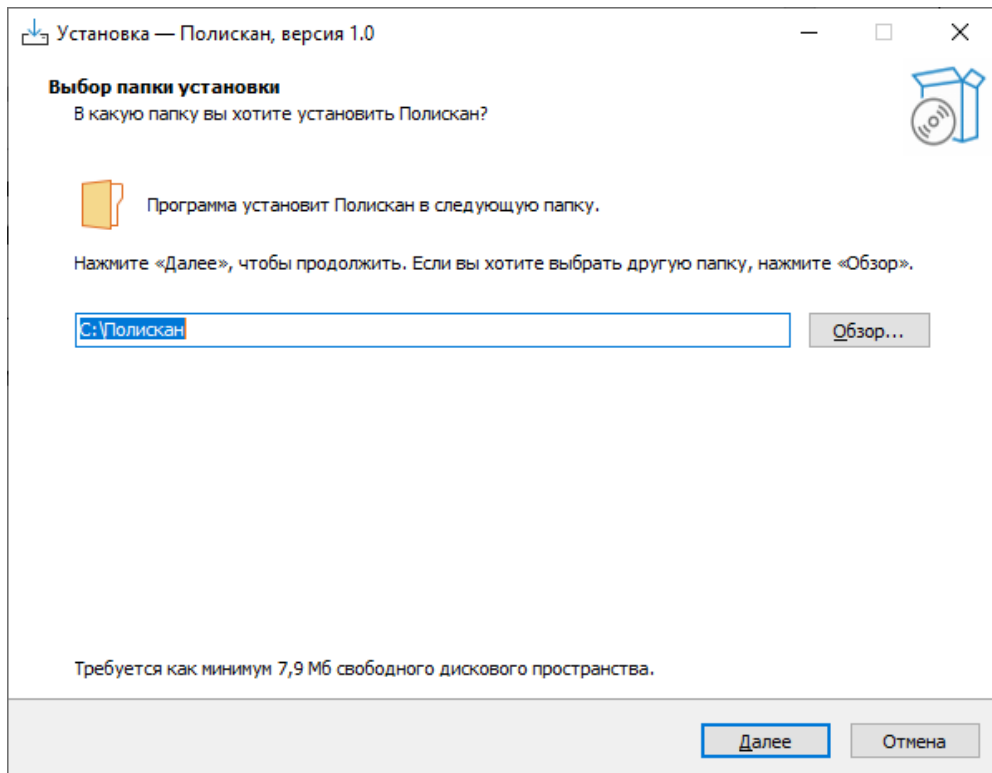 Установка — Полискан, версия 1.0
Выбор папки установки
В какую папку вы хотите установить Полискан?
Программа установит Полискан в следующую папку.
Нажмите «Далее», чтобы продолжить. Если вы хотите выбрать другую папку, нажмите «Обзор».
C:\Полискан
Обзор...
Требуется как минимум 7,9 Мб свободного дискового пространства.
Далее
Отмена